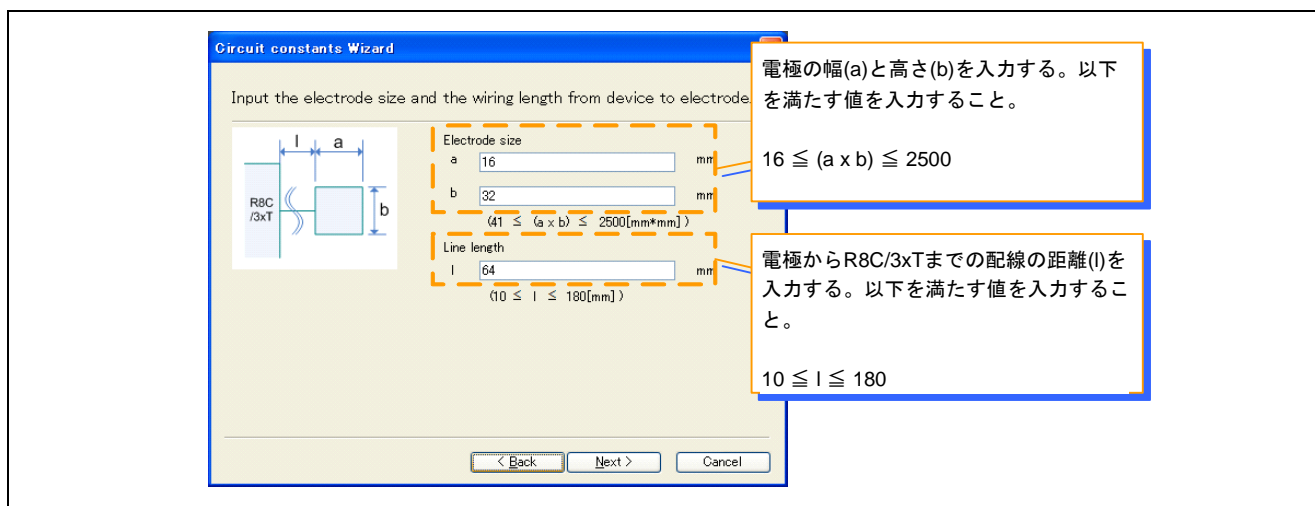 Circuit constants Wizard
Input the electrode size and the wiring length from device to electrode.
l a
R8C
/3xT
b
Electrode size
a 16 mm
b 32 mm
(41 ≦ (a x b) ≦ 2500[mm*mm])
Line length
l 64 mm
(10 ≦ l ≦ 180[mm])
< Back Next > Cancel
電極の幅(a)と高さ(b)を入力する。以下
を満たす値を入力すること。
16 ≦ (a x b) ≦ 2500
電極からR8C/3xTまでの配線の距離(l)を
入力する。以下を満たす値を入力するこ
と。
10 ≦ l ≦ 180